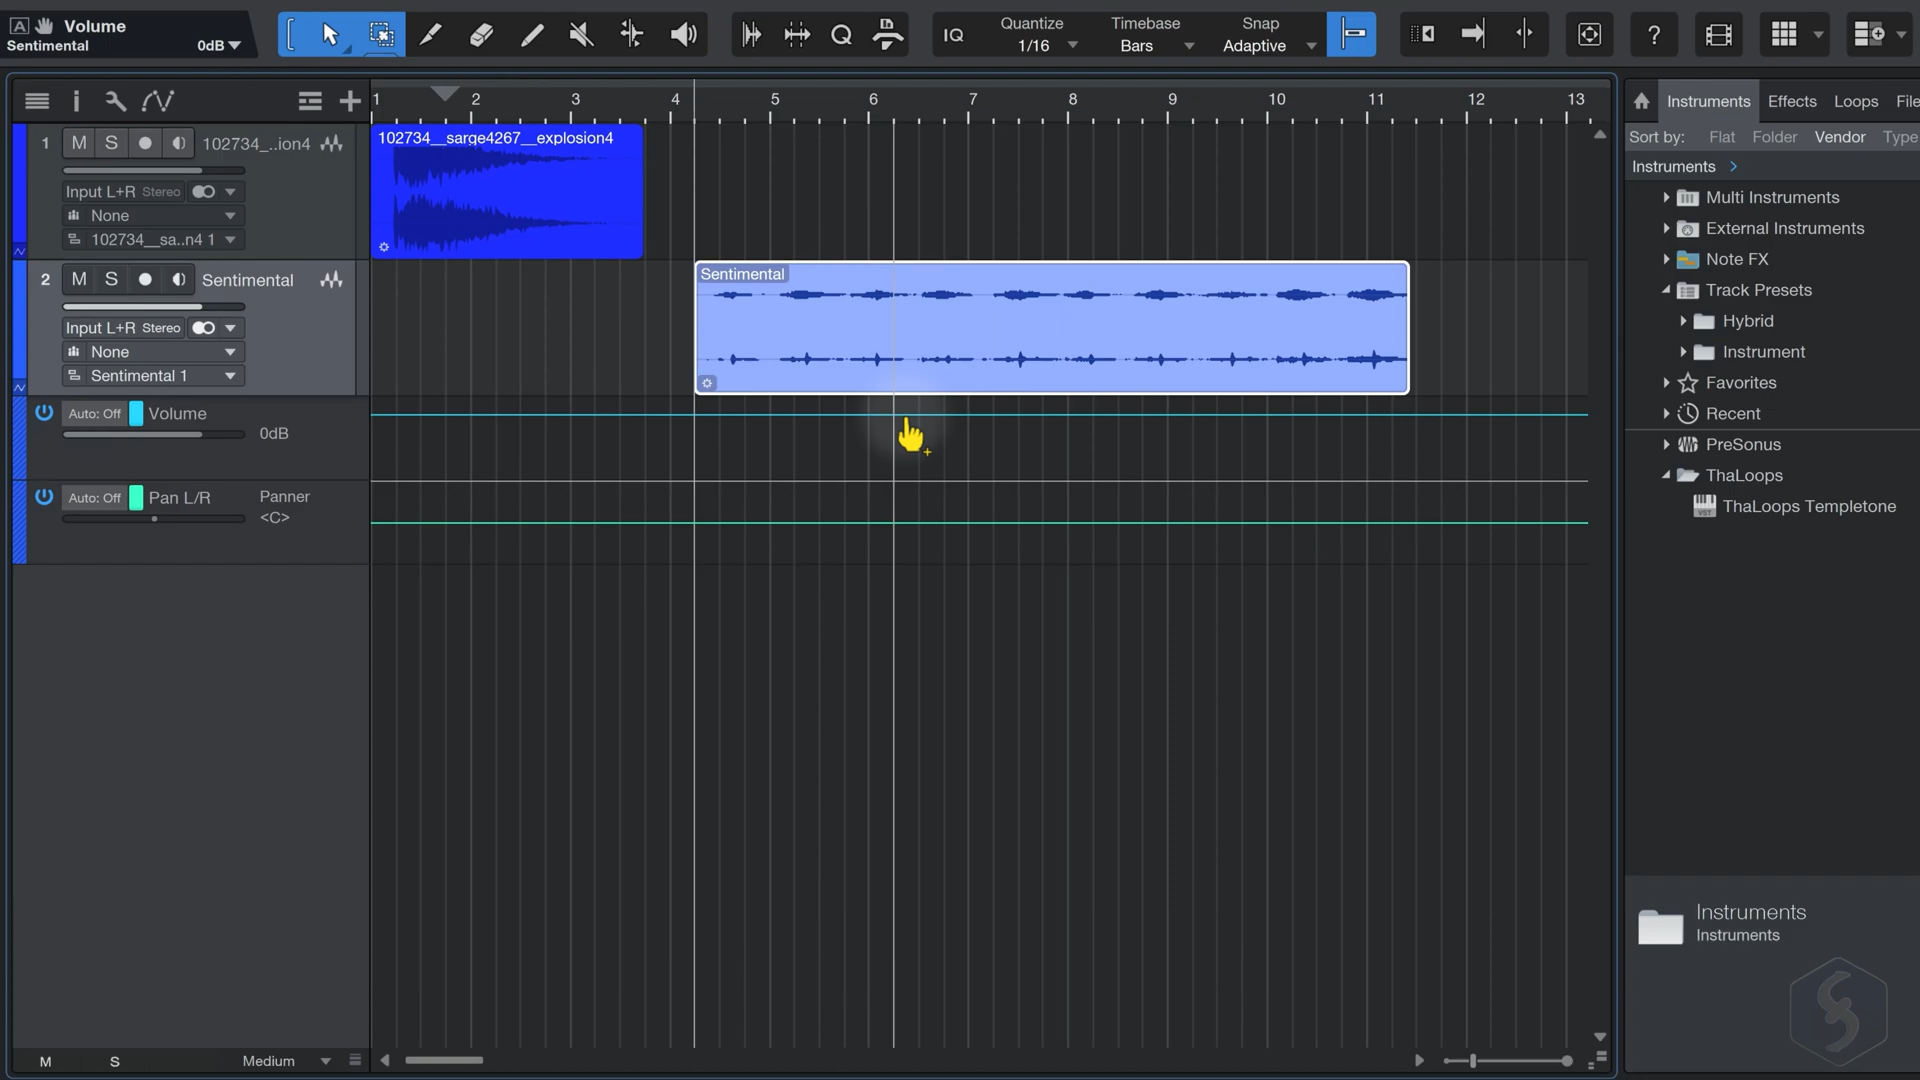 A Volume
Sentimental 0dB
IQ
Quantize
1/16
Timebase
Bars
Snap
Adaptive
?
i
1 2 3 4 5 6 7 8 9 10 11 12 13
1 M S 102734_..ion4
Input L+R Stereo
None
102734__sa..n4 1
102734__sarge4267__explosion4
2 M S Sentimental
Input L+R Stereo
None
Sentimental 1
Sentimental
Auto: Off Volume
0dB
Auto: Off Pan L/R Panner
<C>
M S Medium
Instruments Effects Loops File
Sort by: Flat Folder Vendor Type
Instruments >
Multi Instruments
External Instruments
Note FX
Track Presets
Hybrid
Instrument
Favorites
Recent
PreSonus
ThaLoops
VST ThaLoops Templetone
Instruments
Instruments